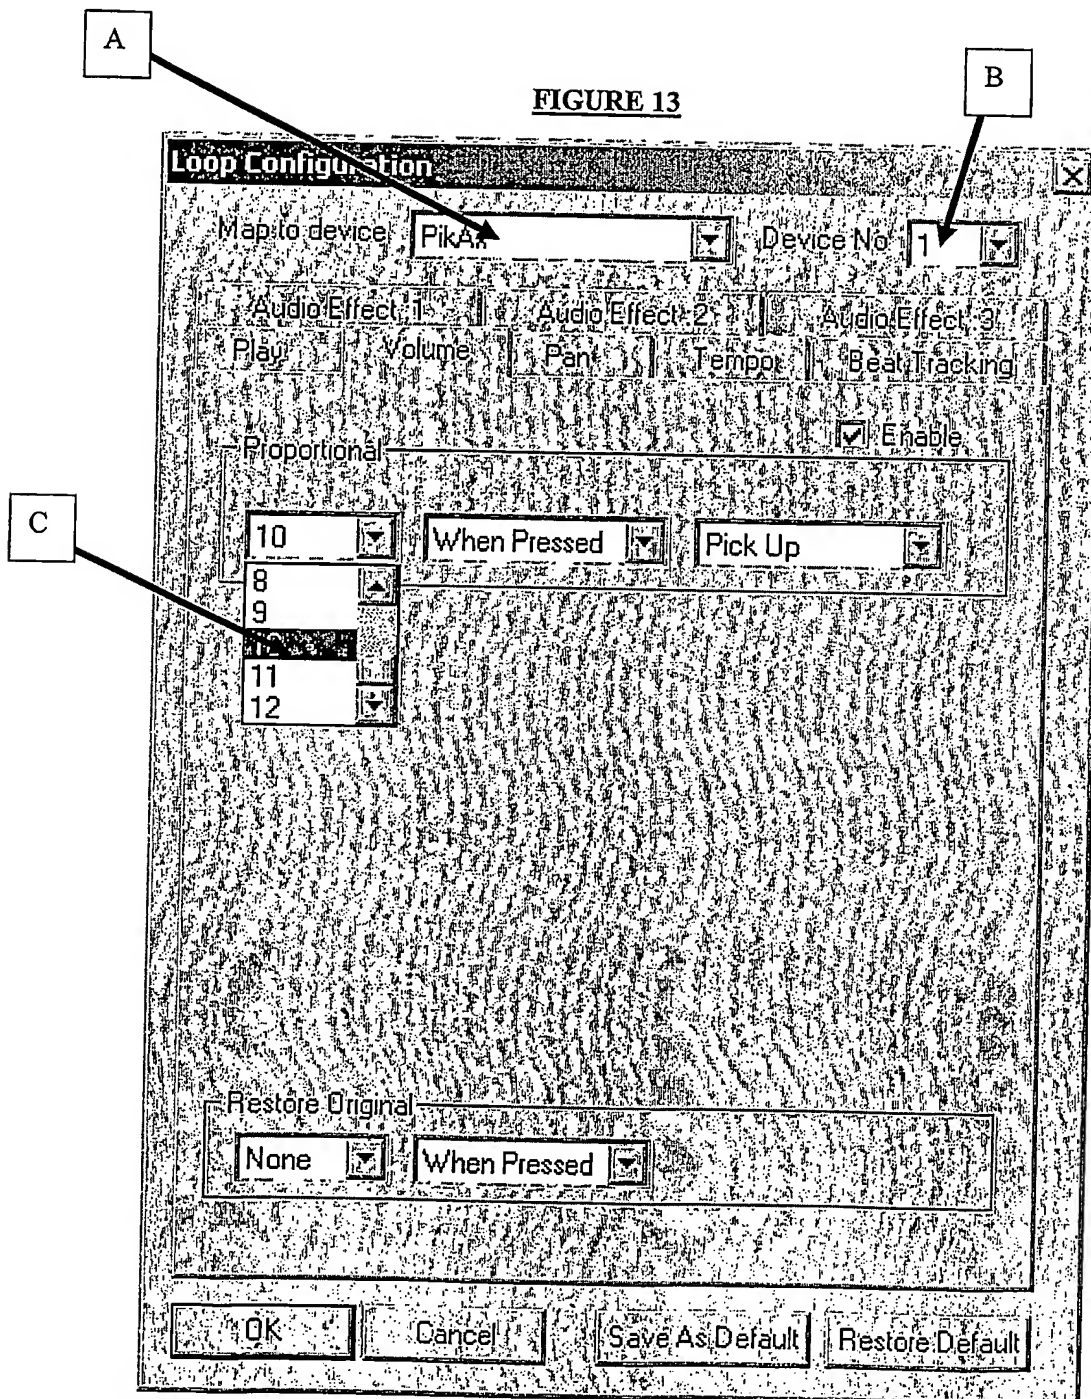 A
B
FIGURE 13
Loop Configuration
Map to device PikAx Device No 1
Audio Effect 1 Audio Effect 2 Audio Effect 3
Play Volume Pan Tempo Beat Tracking
Enable
Proportional
C
10 When Pressed Pick Up
8
9
10
11
12
Restore Original
None When Pressed
OK Cancel Save As Default Restore Default